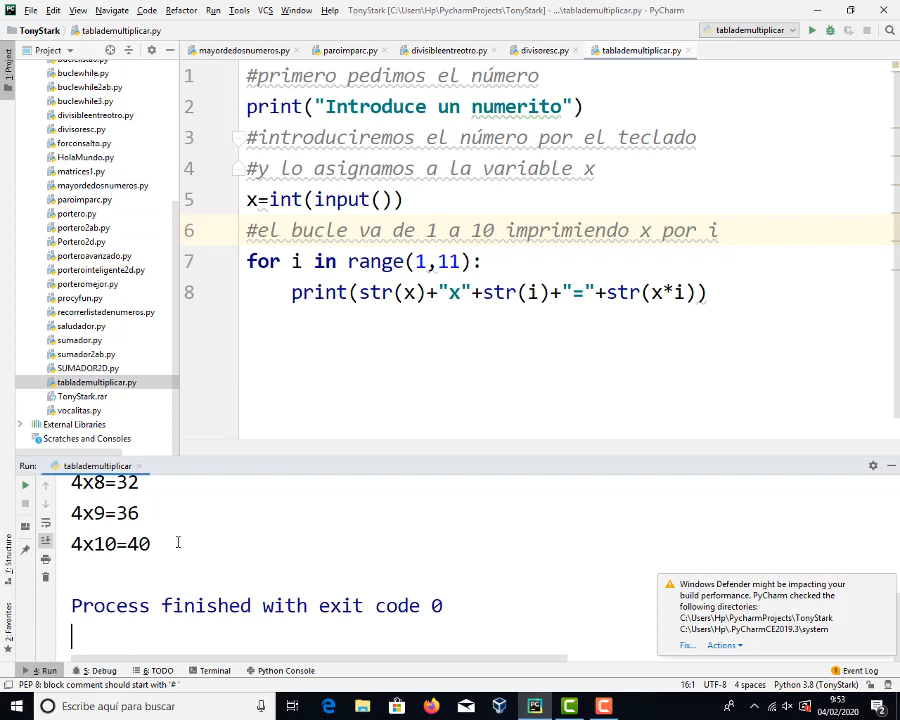 File Edit View Navigate Code Refactor Run Tools VCS Window Help TonyStark [C:\Users\Hp\PycharmProjects\TonyStark] - ...\tablademultiplicar.py - PyCharm
TonyStark tablademultiplicar.py
tablademultiplicar
Project
mayordedosnumeros.py
paroimparc.py
divisibleentreotro.py
divisoresc.py
tablademultiplicar.py
1: Project
buclewhile.py
buclewhile2ab.py
buclewhile3.py
divisibleentreotro.py
divisoresc.py
forconsalto.py
HolaMundo.py
matrices1.py
mayordedosnumeros.py
paroimparc.py
portero.py
portero2ab.py
Portero2d.py
porteroavanzado.py
porterointeligente2d.py
porteromejor.py
procyfun.py
recorrerlistadenumeros.py
saludador.py
sumador.py
sumador2ab.py
SUMADOR2D.py
tablademultiplicar.py
TonyStark.rar
vocalitas.py
External Libraries
Scratches and Consoles
1 #primero pedimos el número
2 print("Introduce un numerito")
3 #introduciremos el número por el teclado
4 #y lo asignamos a la variable x
5 x=int(input())
6 #el bucle va de 1 a 10 imprimiendo x por i
7 for i in range(1,11):
8 print(str(x)+"x"+str(i)+"="+str(x*i))
Run: tablademultiplicar
4x8=32
4x9=36
4x10=40
Process finished with exit code 0
7: Structure
2: Favorites
Windows Defender might be impacting your
build performance. PyCharm checked the
following directories:
C:\Users\Hp\PycharmProjects\TonyStark
C:\Users\Hp\.PyCharmCE2019.3\system
Fix... Actions
4: Run 5: Debug 6: TODO Terminal Python Console Event Log
PEP 8: block comment should start with '# ' 16:1 UTF-8 4 spaces Python 3.8 (TonyStark)
Escribe aquí para buscar
9:53
04/02/2020
2